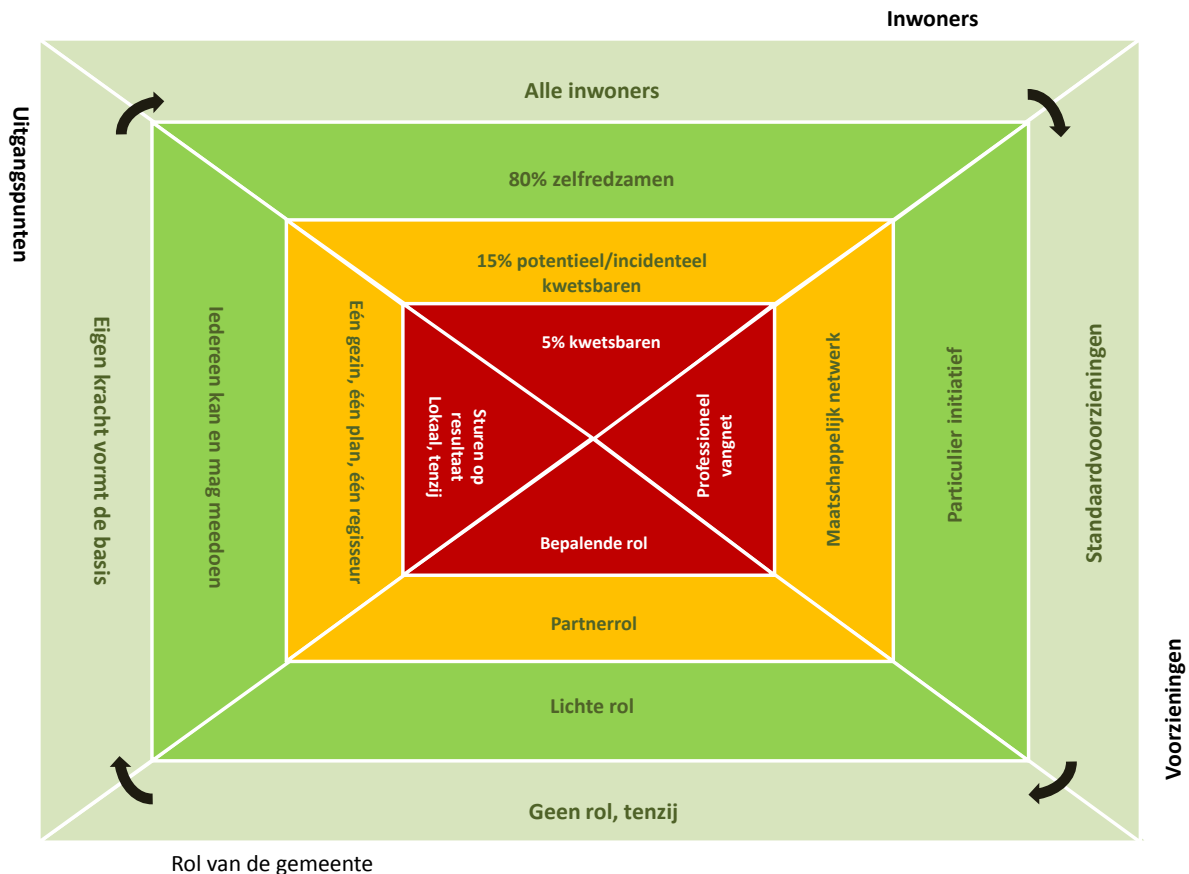 Inwoners
Alle inwoners
80% zelfredzamen
15% potentieel/incidenteel
kwetsbaren
5% kwetsbaren
Uitgangspunten
Eigen kracht vormt de basis
Iedereen kan en mag meedoen
Eén gezin, één plan, één regisseur
Sturen op
resultaat
Lokaal, tenzij
Professioneel
vangnet
Maatschappelijk netwerk
Particulier initiatief
Standaardvoorzieningen
Voorzieningen
Bepalende rol
Partnerrol
Lichte rol
Geen rol, tenzij
Rol van de gemeente